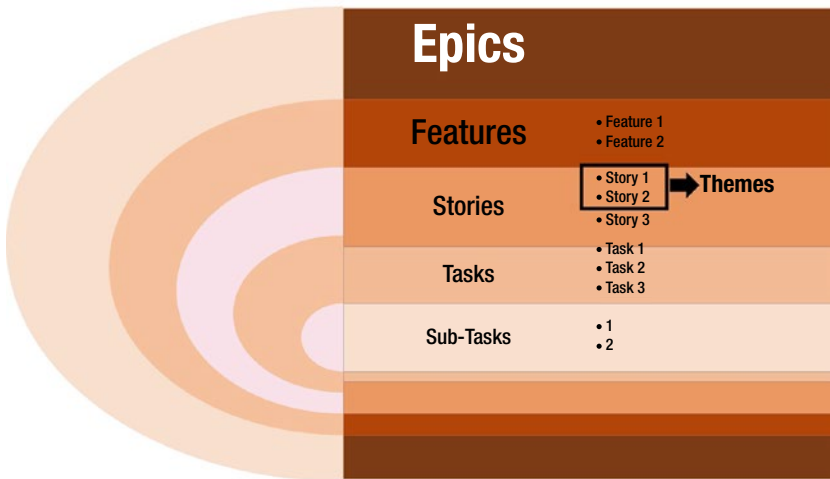 Epics
Features
• Feature 1
• Feature 2
Stories
• Story 1
• Story 2
• Story 3
Themes
Tasks
• Task 1
• Task 2
• Task 3
Sub-Tasks
• 1
• 2